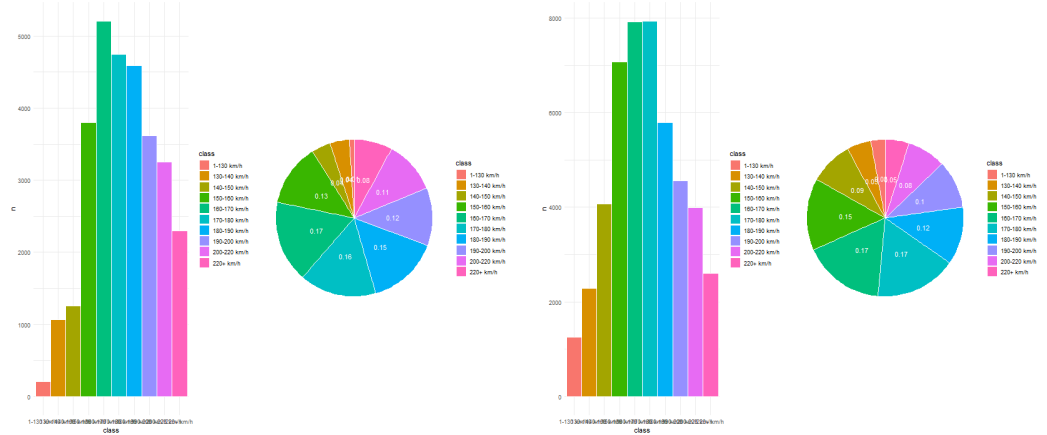 5000
4000
3000
2000
1000
0
n
class
class
1-130 km/h
130-140 km/h
140-150 km/h
150-160 km/h
160-170 km/h
170-180 km/h
180-190 km/h
190-200 km/h
200-220 km/h
220+ km/h
0.08
0.11
0.12
0.15
0.16
0.17
0.13
0.04
class
1-130 km/h
130-140 km/h
140-150 km/h
150-160 km/h
160-170 km/h
170-180 km/h
180-190 km/h
190-200 km/h
200-220 km/h
220+ km/h
8000
6000
4000
2000
0
n
class
class
1-130 km/h
130-140 km/h
140-150 km/h
150-160 km/h
160-170 km/h
170-180 km/h
180-190 km/h
190-200 km/h
200-220 km/h
220+ km/h
0.05
0.08
0.1
0.12
0.17
0.17
0.15
0.09
0.05
class
1-130 km/h
130-140 km/h
140-150 km/h
150-160 km/h
160-170 km/h
170-180 km/h
180-190 km/h
190-200 km/h
200-220 km/h
220+ km/h